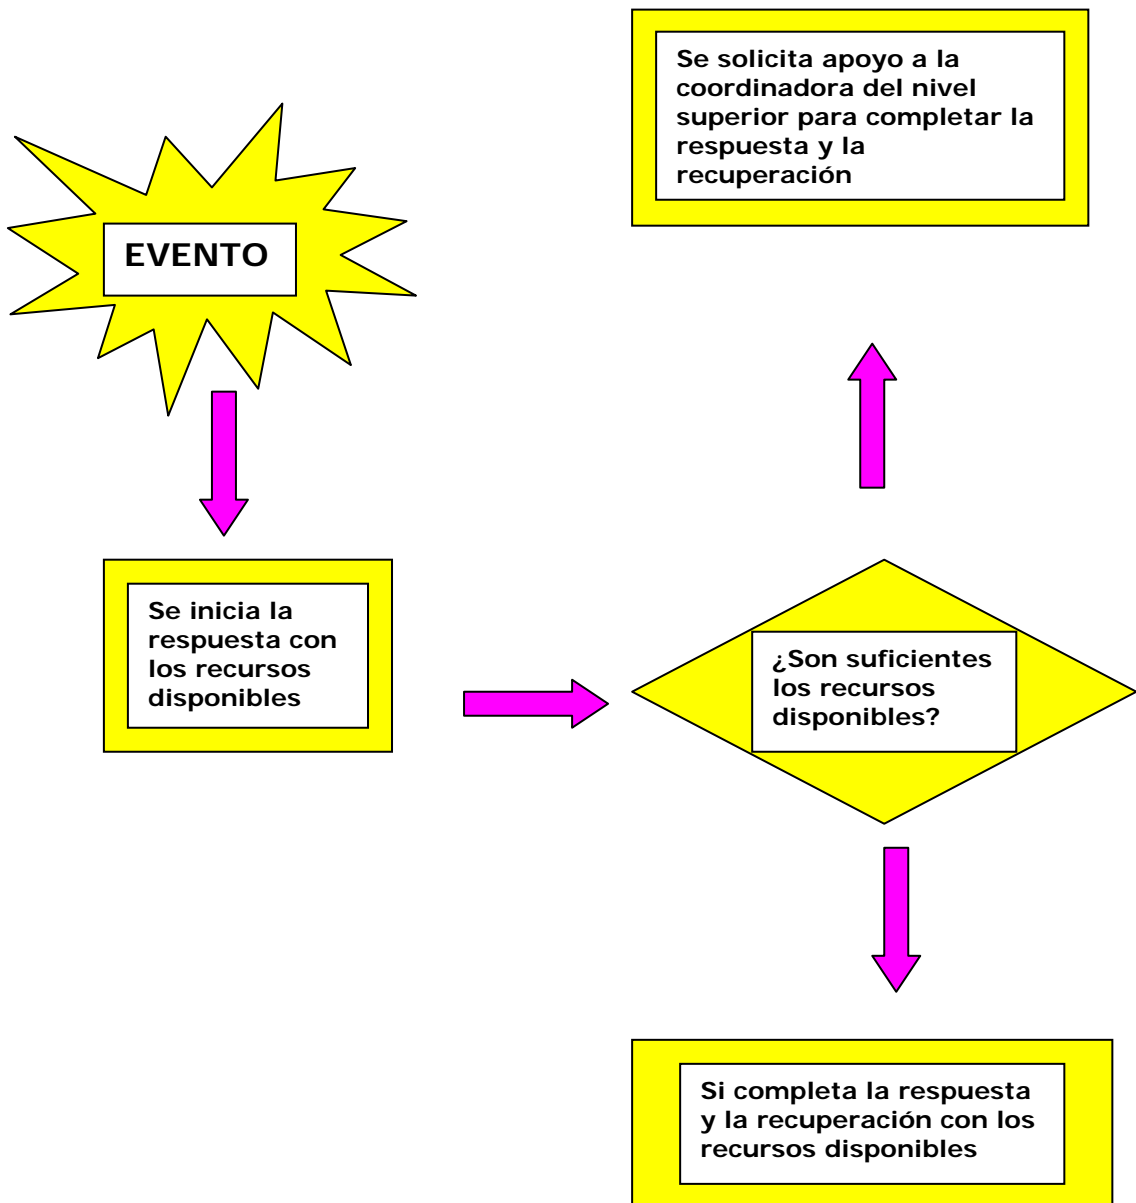 Se solicita apoyo a la
coordinadora del nivel
superior para completar la
respuesta y la
recuperación
EVENTO
Se inicia la
respuesta con
los recursos
disponibles
¿Son suficientes
los recursos
disponibles?
Si completa la respuesta
y la recuperación con los
recursos disponibles